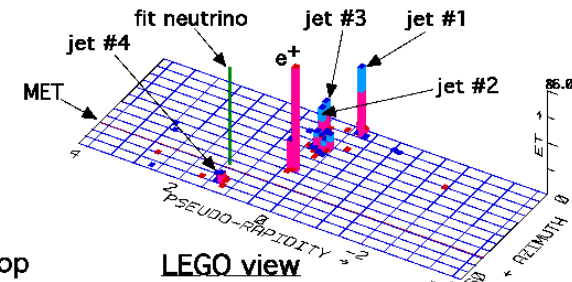 fit neutrino
jet #3
jet #1
jet #4
e+
jet #2
MET
86.0
ET →
4
2
0
-2
PSEUDO-RAPIDITY →
0
← AZIMUTH
op
LEGO view